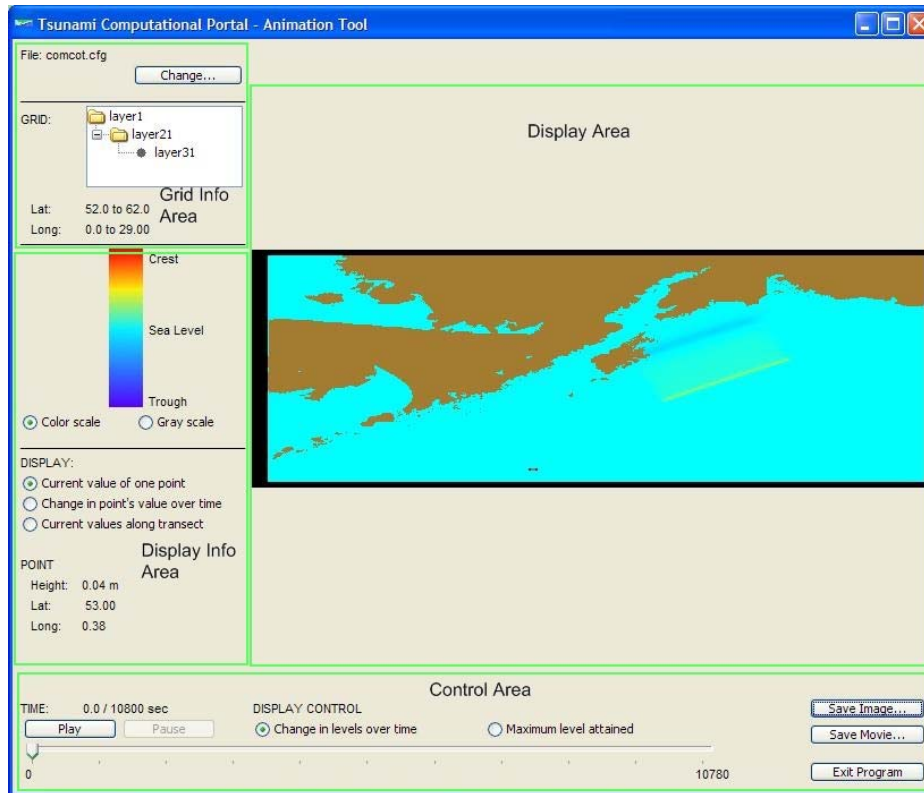 Tsunami Computational Portal - Animation Tool
File: comcot.cfg
Change...
GRID:
layer1
layer21
layer31
Grid Info
Area
Lat: 52.0 to 62.0
Long: 0.0 to 29.00
Display Area
Crest
Sea Level
Trough
Color scale
Gray scale
DISPLAY:
Current value of one point
Change in point's value over time
Current values along transect
Display Info
Area
POINT
Height: 0.04 m
Lat: 53.00
Long: 0.38
Control Area
TIME: 0.0 / 10800 sec
DISPLAY CONTROL
Save Image...
Play
Pause
Change in levels over time
Maximum level attained
Save Movie...
0
10780
Exit Program